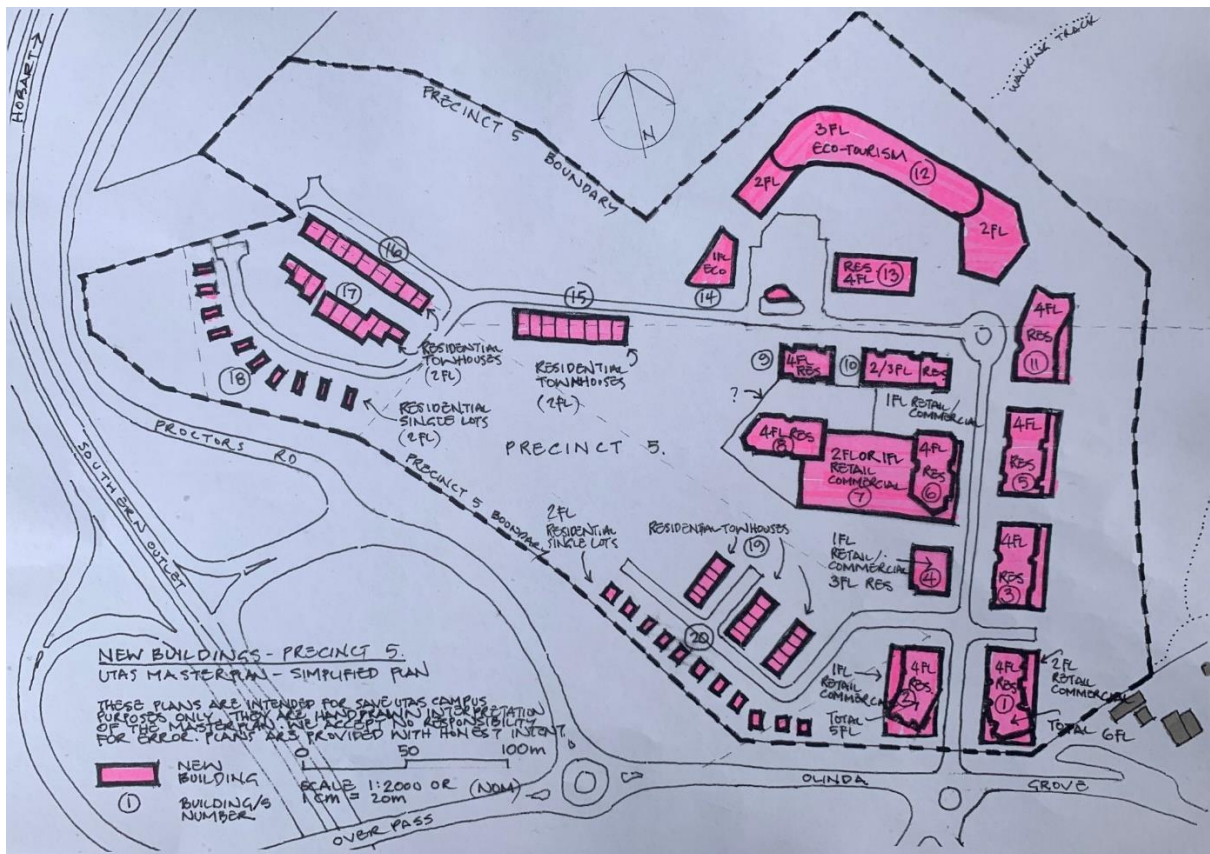 HOBART →
WALKING TRACK
PRECINCT 5
BOUNDARY
N
3FL
ECO-TOURISM
12
2FL
2FL
1FL
ECO
14
RES
4FL 13
16
17
15
18
RESIDENTIAL
TOWNHOUSES
(2FL)
RESIDENTIAL
TOWNHOUSES
(2FL)
RESIDENTIAL
SINGLE LOTS
(2FL)
4FL
RES
11
9
4FL
RES
10
2/3FL RES
1FL RETAIL/
COMMERCIAL
?
4FL RES
8
2FL OR 1FL
RETAIL
COMMERCIAL
7
4FL
RES
6
4FL
RES
5
PRECINCT 5.
PROCTORS RD
SOUTHERN OUTLET
PRECINCT 5 BOUNDARY
2FL
RESIDENTIAL
SINGLE LOTS
RESIDENTIAL TOWNHOUSES
19
20
1FL
RETAIL/
COMMERCIAL
3FL RES
4
4FL
RES
3
1FL
RETAIL
COMMERCIAL
4FL
RES
2
TOTAL
5FL
4FL
RES
1
2FL
RETAIL
COMMERCIAL
TOTAL 6FL
NEW BUILDINGS - PRECINCT 5.
UTAS MASTERPLAN - SIMPLIFIED PLAN
THESE PLANS ARE INTENDED FOR SAVE UTAS CAMPUS
PURPOSES ONLY. THEY ARE HANDDRAWN INTERPRETATION
OF THE MASTERPLAN. WE ACCEPT NO RESPONSIBILITY
FOR ERROR. PLANS ARE PROVIDED WITH HONEST INTENT.
NEW
BUILDING
1 BUILDING/S
NUMBER
0 50 100m
SCALE 1:2000 OR (NOM)
1cm = 20m
OVER PASS
OLINDA GROVE